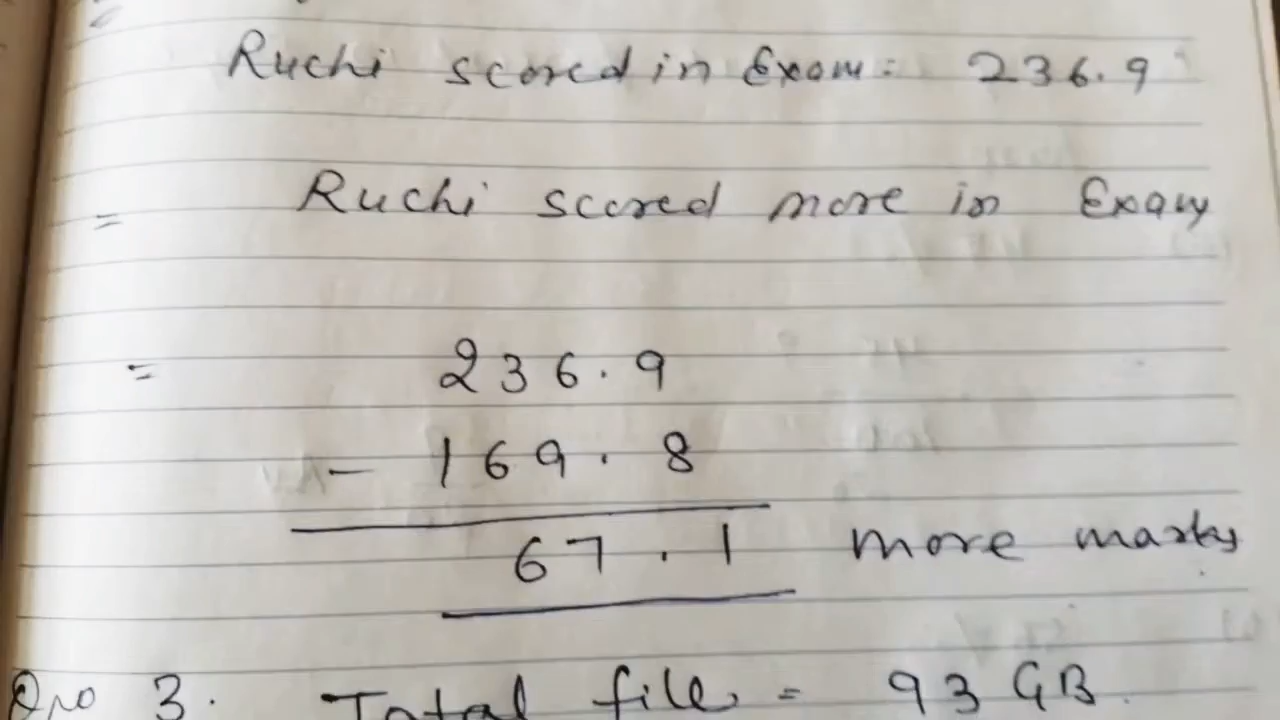 Ruchi scored in Exam = 236.9
= Ruchi scored more in Exam
= 236.9
- 169.8
67.1 more marks
Qno 3. Total file = 93 GB.